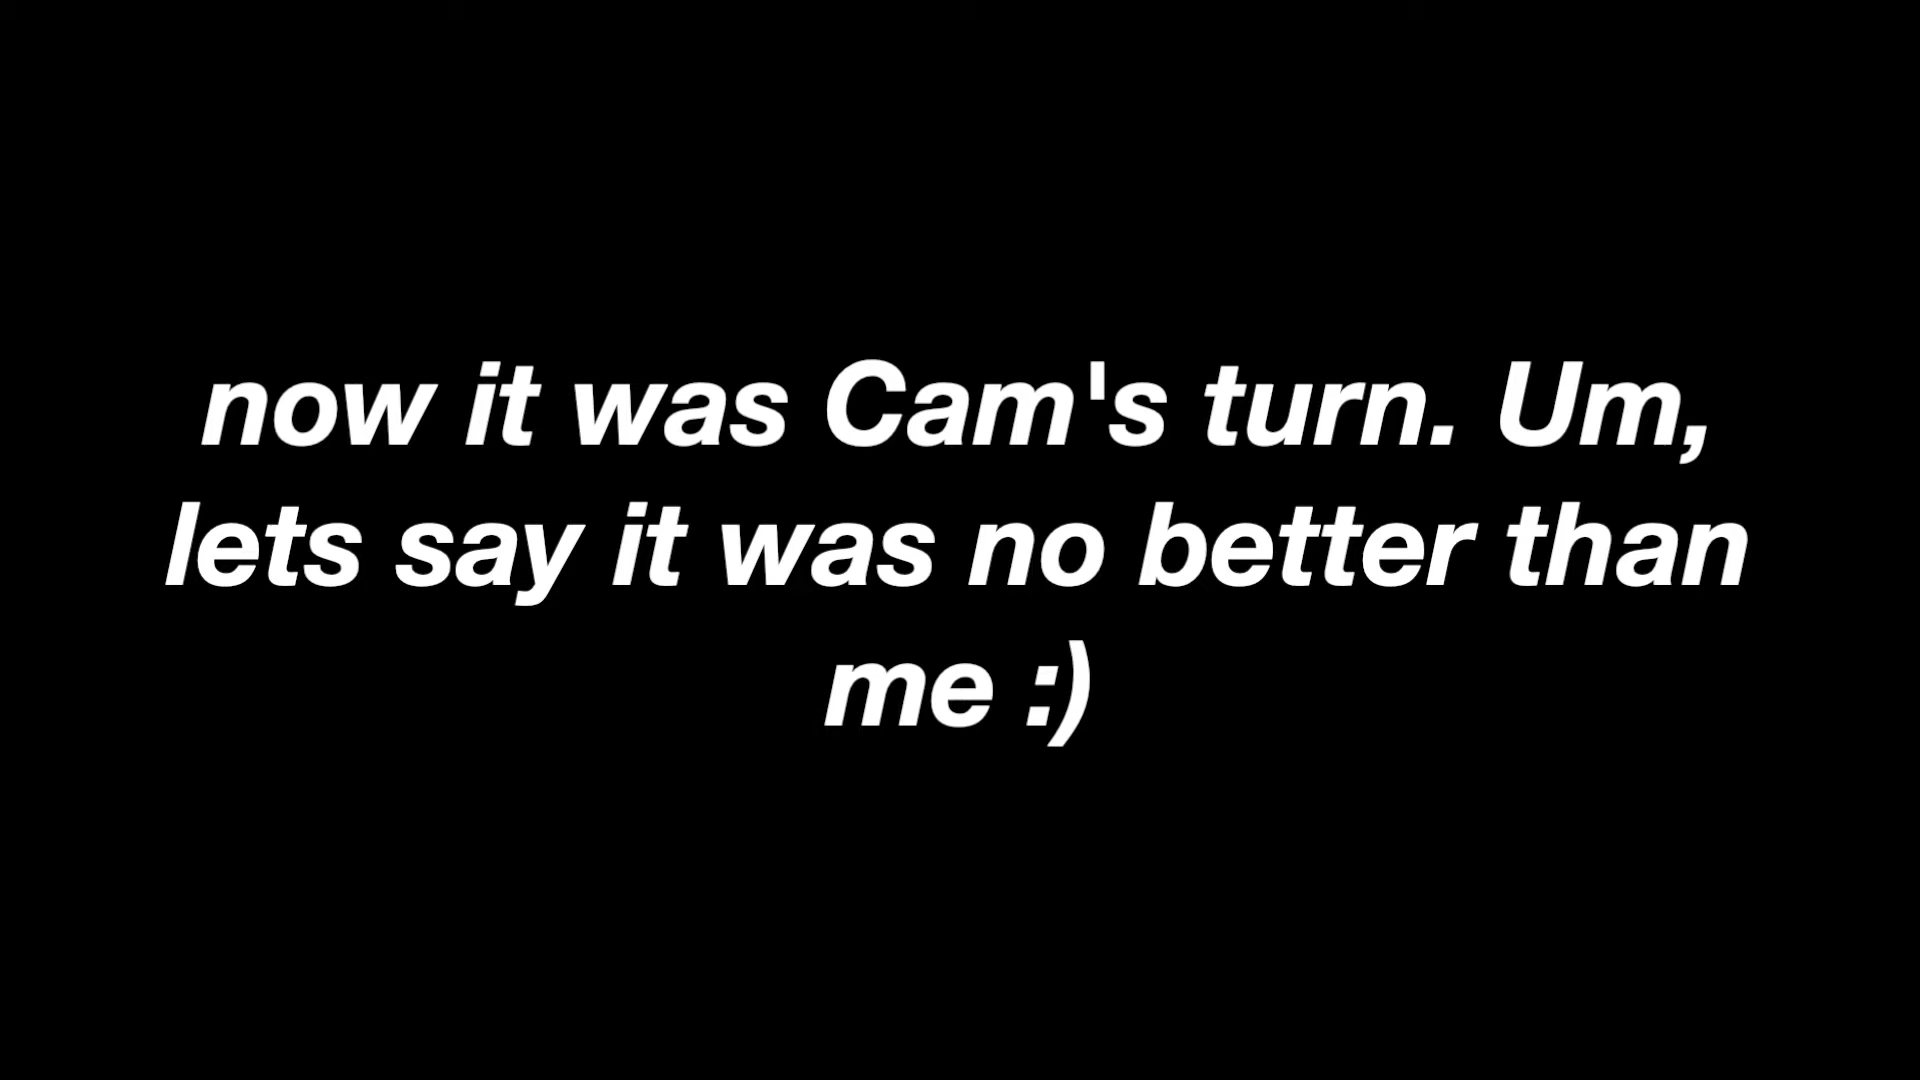 now it was Cam's turn. Um,
lets say it was no better than
me :)